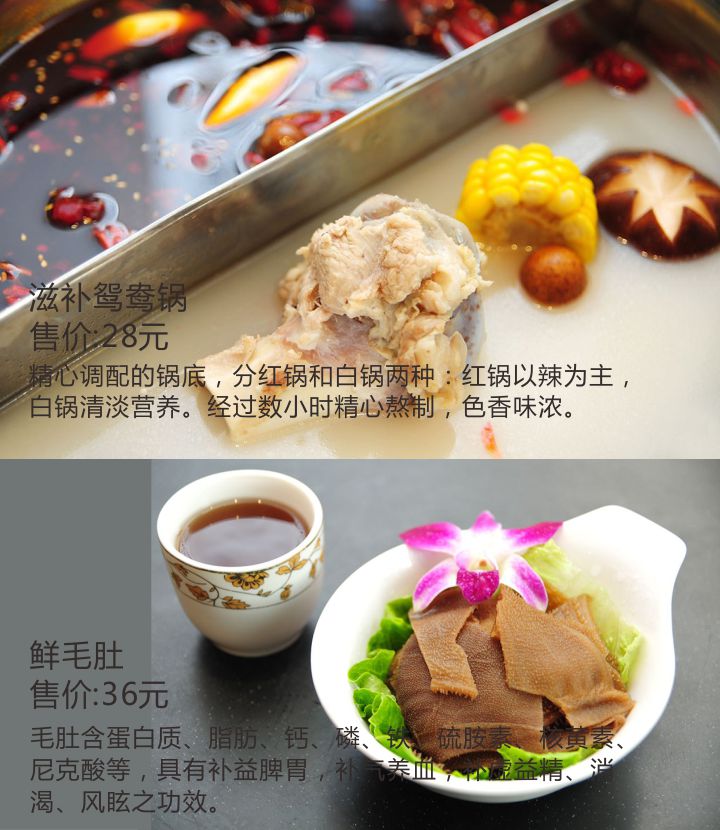 滋补鸳鸯锅
售价:28元
精心调配的锅底，分红锅和白锅两种：红锅以辣为主，
白锅清淡营养。经过数小时精心熬制，色香味浓。
鲜毛肚
售价:36元
毛肚含蛋白质、脂肪、钙、磷、铁、硫胺素、核黄素、
尼克酸等，具有补益脾胃，补气养血，补虚益精、消
渴、风眩之功效。